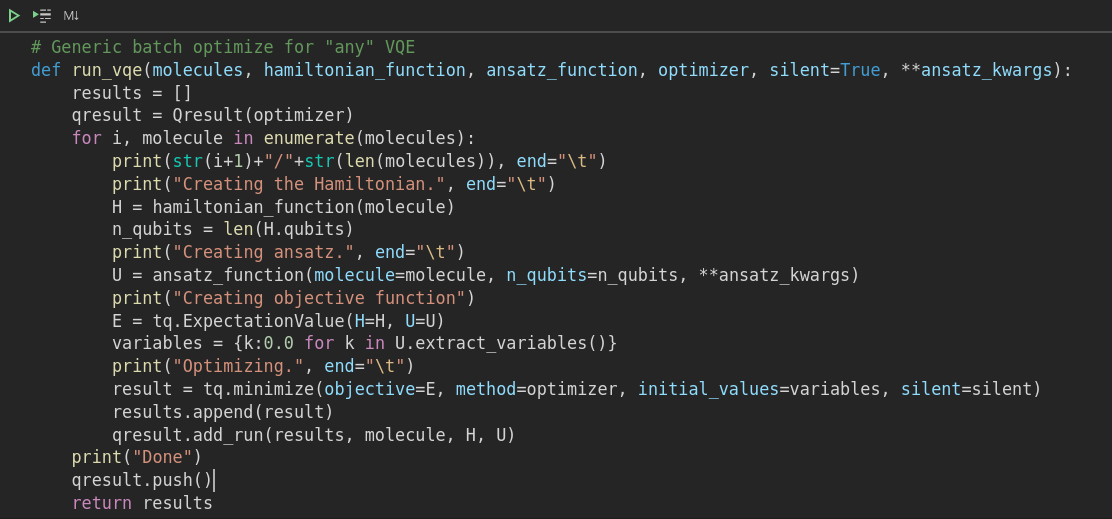 M↓
# Generic batch optimize for "any" VQE
def run_vqe(molecules, hamiltonian_function, ansatz_function, optimizer, silent=True, **ansatz_kwargs):
    results = []
    qresult = Qresult(optimizer)
    for i, molecule in enumerate(molecules):
        print(str(i+1)+"/"+str(len(molecules)), end="\t")
        print("Creating the Hamiltonian.", end="\t")
        H = hamiltonian_function(molecule)
        n_qubits = len(H.qubits)
        print("Creating ansatz.", end="\t")
        U = ansatz_function(molecule=molecule, n_qubits=n_qubits, **ansatz_kwargs)
        print("Creating objective function")
        E = tq.ExpectationValue(H=H, U=U)
        variables = {k:0.0 for k in U.extract_variables()}
        print("Optimizing.", end="\t")
        result = tq.minimize(objective=E, method=optimizer, initial_values=variables, silent=silent)
        results.append(result)
        qresult.add_run(results, molecule, H, U)
    print("Done")
    qresult.push()
    return results